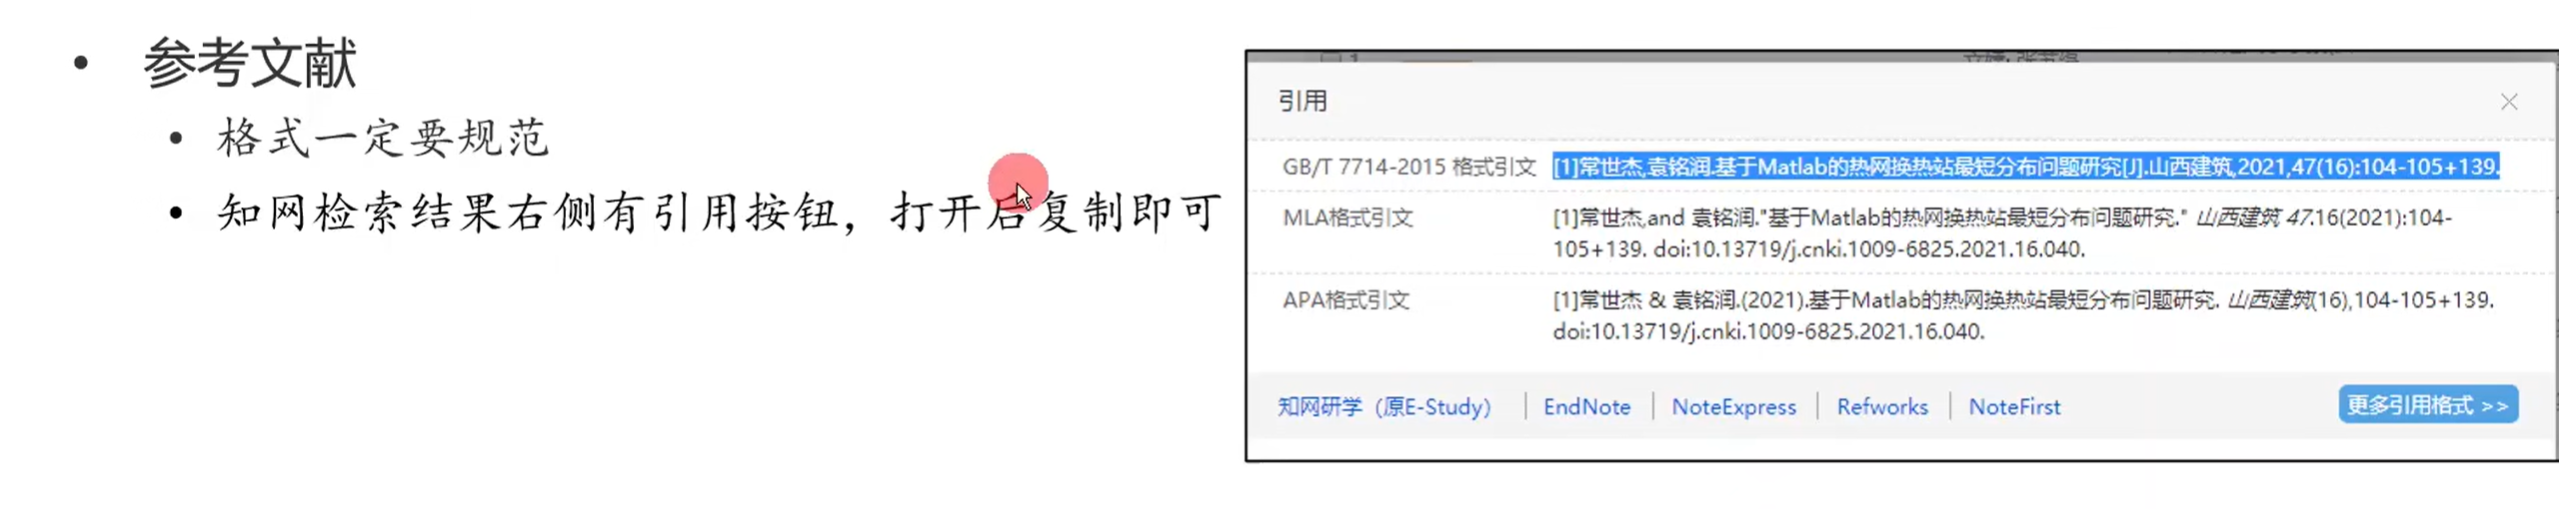 • 参考文献
• 格式一定要规范
• 知网检索结果右侧有引用按钮，打开后复制即可
引用
GB/T 7714-2015 格式引文 [1]常世杰,袁铭润.基于Matlab的热网换热站最短分布问题研究[J].山西建筑,2021,47(16):104-105+139.
MLA格式引文 [1]常世杰,and 袁铭润."基于Matlab的热网换热站最短分布问题研究." 山西建筑 47.16(2021):104-
105+139. doi:10.13719/j.cnki.1009-6825.2021.16.040.
APA格式引文 [1]常世杰 & 袁铭润.(2021).基于Matlab的热网换热站最短分布问题研究. 山西建筑(16),104-105+139.
doi:10.13719/j.cnki.1009-6825.2021.16.040.
知网研学（原E-Study） | EndNote | NoteExpress | Refworks | NoteFirst 更多引用格式 >>